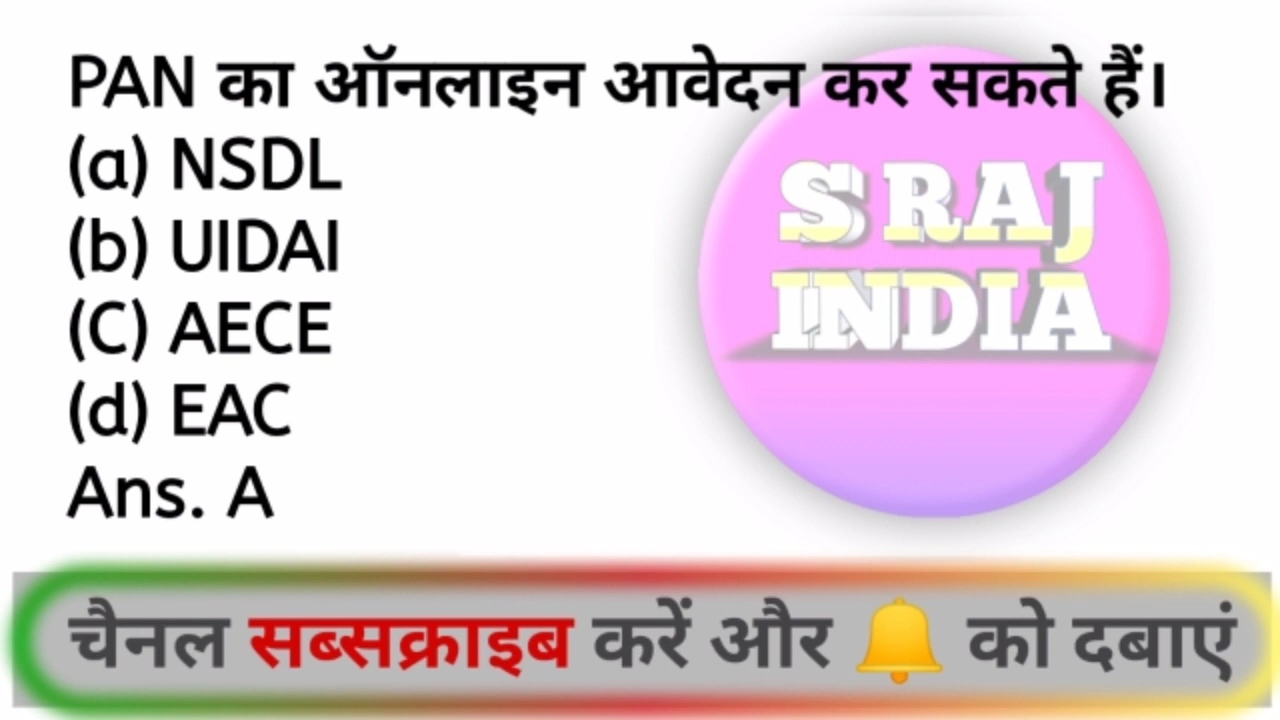 PAN का ऑनलाइन आवेदन कर सकते हैं।
(a) NSDL
(b) UIDAI
(C) AECE
(d) EAC
Ans. A
S RAJ
INDIA
चैनल सब्सक्राइब करें और 🔔 को दबाएं